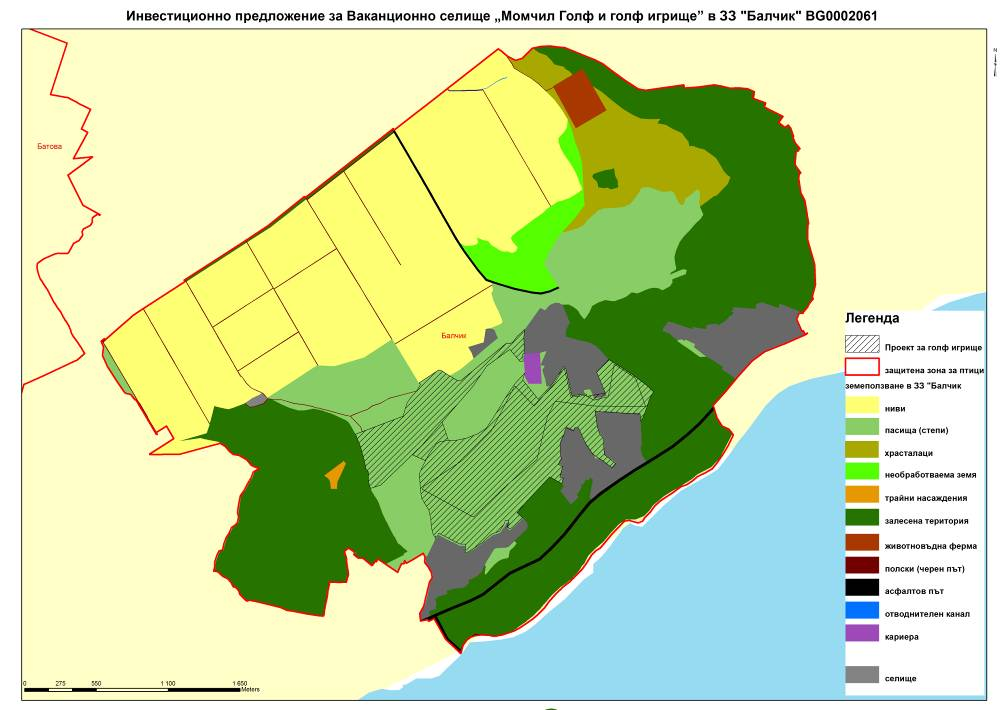 Инвестиционно предложение за Ваканционно селище „Момчил Голф и голф игрище” в ЗЗ "Балчик" BG0002061
N
Батова
Балчик
Легенда
Проект за голф игрище
защитена зона за птици
земеползване в ЗЗ "Балчик
ниви
пасища (степи)
храсталаци
необработваема земя
трайни насаждения
залесена територия
животновъдна ферма
полски (черен път)
асфалтов път
отводнителен канал
кариера
селище
0 275 550 1 100 1 650
Meters